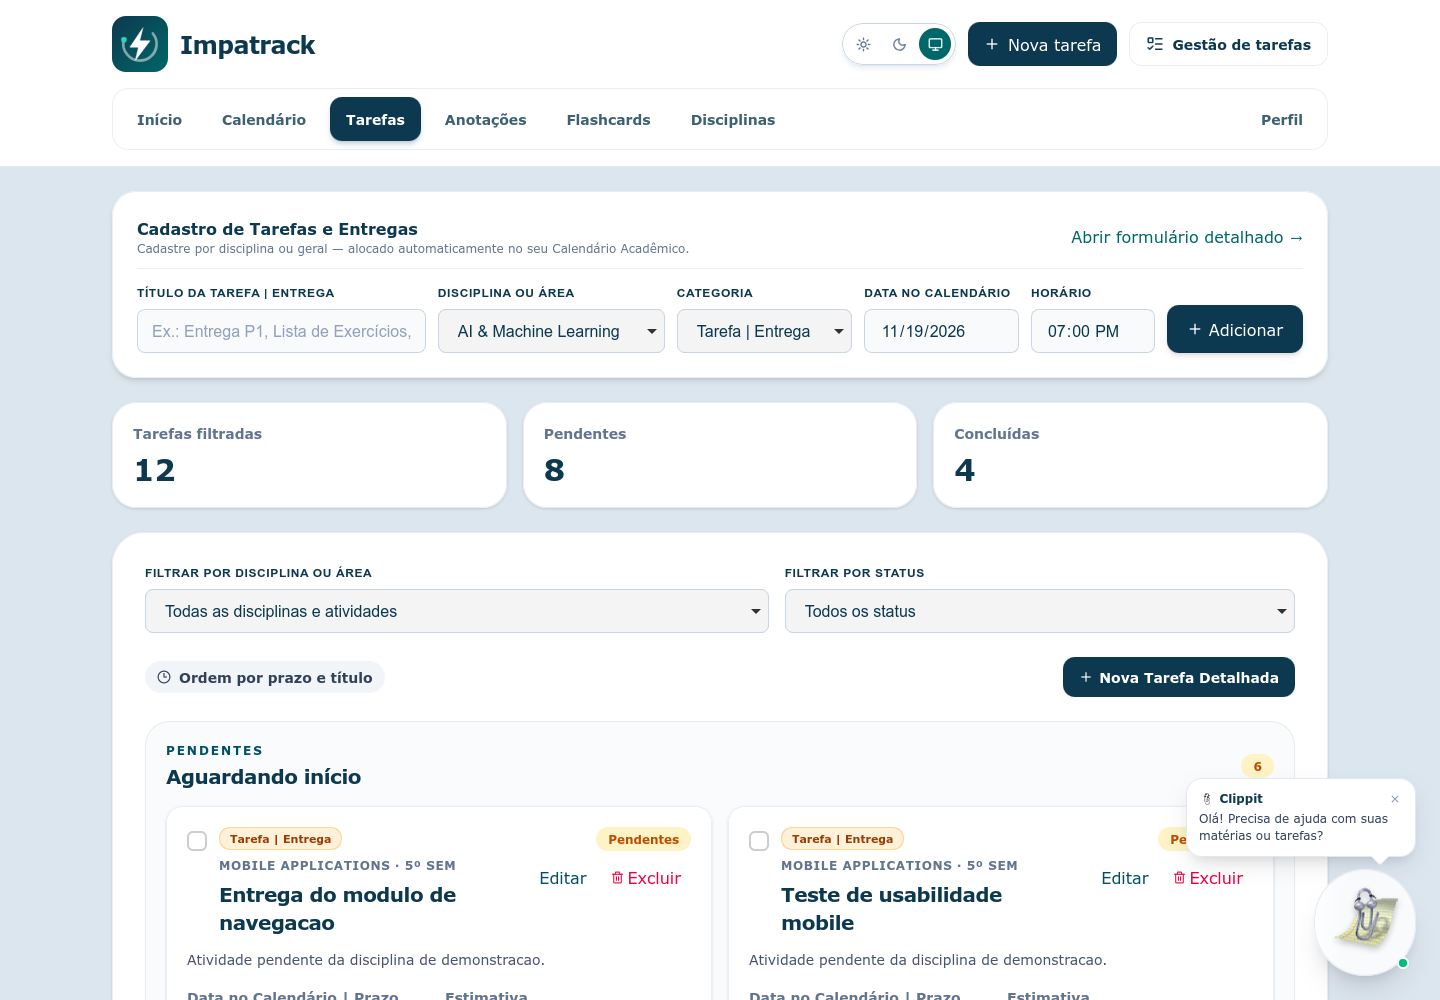 Impatrack
Nova tarefa
Gestão de tarefas
Início
Calendário
Tarefas
Anotações
Flashcards
Disciplinas
Perfil
Cadastro de Tarefas e Entregas
Cadastre por disciplina ou geral — alocado automaticamente no seu Calendário Acadêmico.
Abrir formulário detalhado →
TÍTULO DA TAREFA | ENTREGA
DISCIPLINA OU ÁREA
CATEGORIA
DATA NO CALENDÁRIO
HORÁRIO
Ex.: Entrega P1, Lista de Exercícios,
AI & Machine Learning
Tarefa | Entrega
11/19/2026
07:00 PM
Adicionar
Tarefas filtradas
12
Pendentes
8
Concluídas
4
FILTRAR POR DISCIPLINA OU ÁREA
FILTRAR POR STATUS
Todas as disciplinas e atividades
Todos os status
Ordem por prazo e título
Nova Tarefa Detalhada
PENDENTES
Aguardando início
6
Tarefa | Entrega
Pendentes
MOBILE APPLICATIONS · 5º SEM
Editar
Excluir
Entrega do modulo de
navegacao
Atividade pendente da disciplina de demonstracao.
Data no Calendário | Prazo
Estimativa
Tarefa | Entrega
MOBILE APPLICATIONS · 5º SEM
Editar
Excluir
Teste de usabilidade
mobile
Atividade pendente da disciplina de demonstracao.
Data no Calendário | Prazo
Estimativa
Clippit
Olá! Precisa de ajuda com suas
matérias ou tarefas?